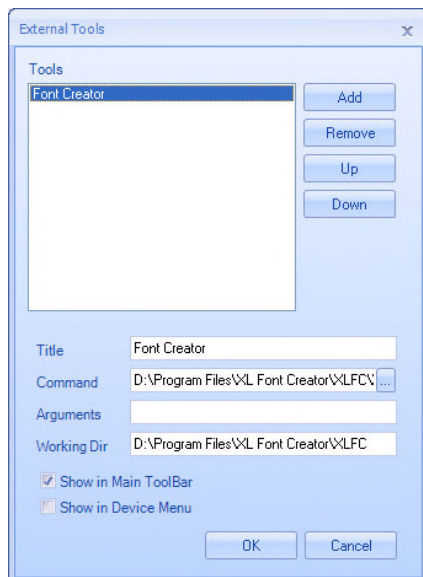 External Tools
Tools
Font Creator
Add
Remove
Up
Down
Title
Font Creator
Command
D:\Program Files\XL Font Creator\XLFC\
...
Arguments
Working Dir
D:\Program Files\XL Font Creator\XLFC
Show in Main ToolBar
Show in Device Menu
OK
Cancel